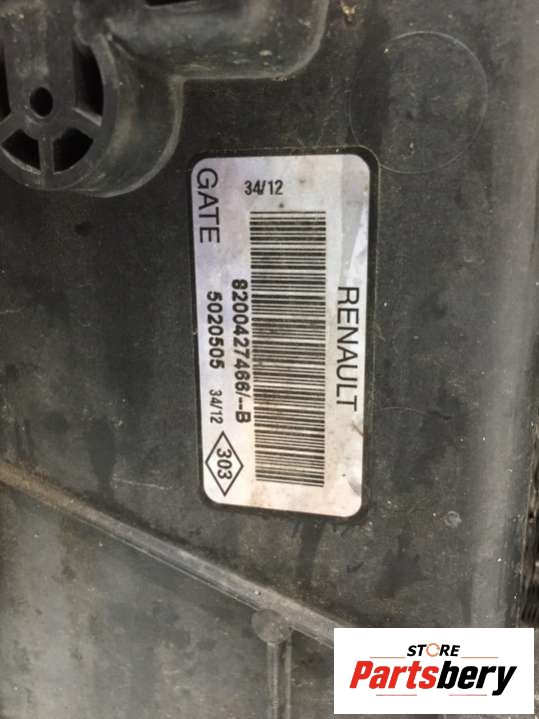 34/12
GATE
RENAULT
8200427466/--B
5020505 34/12 303
STORE
Partsbery